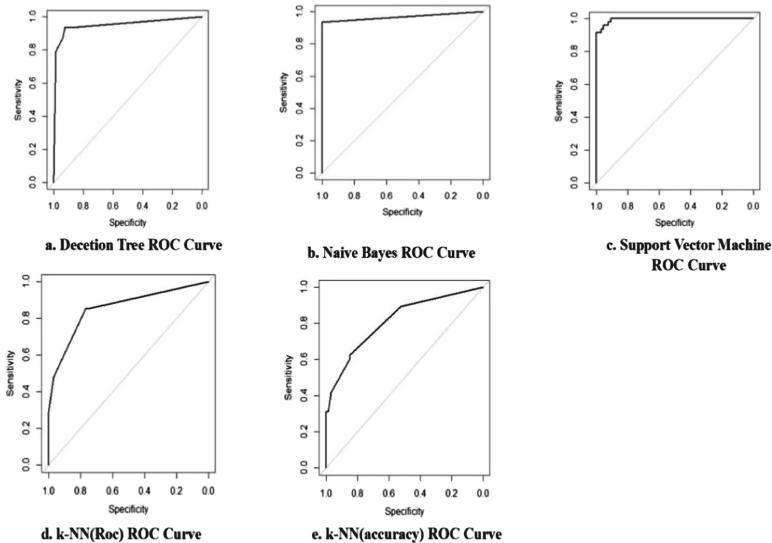 1.0
0.8
0.6
0.4
0.2
0.0
Sensitivity
1.0 0.8 0.6 0.4 0.2 0.0
Specificity
a. Decetion Tree ROC Curve
1.0
0.8
0.6
0.4
0.2
0.0
Sensitivity
1.0 0.8 0.6 0.4 0.2 0.0
Specificity
b. Naive Bayes ROC Curve
1.0
0.8
0.6
0.4
0.2
0.0
Sensitivity
1.0 0.8 0.6 0.4 0.2 0.0
Specificity
c. Support Vector Machine
ROC Curve
1.0
0.8
0.6
0.4
0.2
0.0
Sensitivity
1.0 0.8 0.6 0.4 0.2 0.0
Specificity
d. k-NN(Roc) ROC Curve
1.0
0.8
0.6
0.4
0.2
0.0
Sensitivity
1.0 0.8 0.6 0.4 0.2 0.0
Specificity
e. k-NN(accuracy) ROC Curve